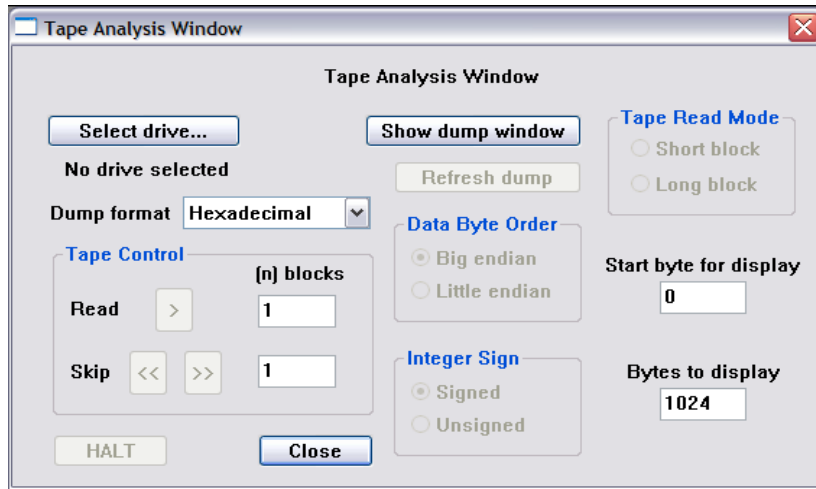 Tape Analysis Window
Tape Analysis Window
Select drive...
Show dump window
No drive selected
Refresh dump
Dump format Hexadecimal
Tape Control
(n) blocks
Read > 1
Skip << >> 1
HALT
Close
Data Byte Order
Big endian
Little endian
Integer Sign
Signed
Unsigned
Tape Read Mode
Short block
Long block
Start byte for display
0
Bytes to display
1024